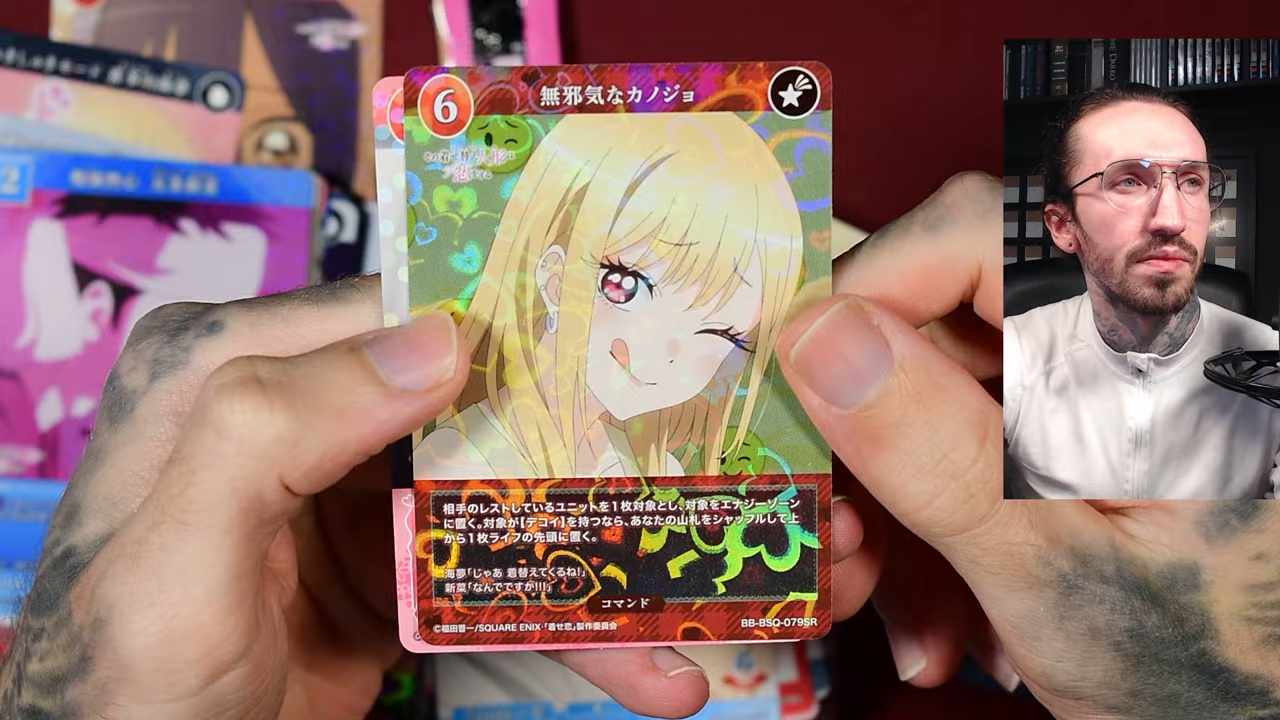 6
無邪気なカノジョ
その着せ替え人形は
恋をする
相手のレストしているユニットを1枚対象とし、対象をエナジーゾーン
に置く。対象が【デコイ】を持つなら、あなたの山札をシャッフルして上
から1枚ライフの先頭に置く。
海夢「じゃあ 着替えてくるね!」
新菜「なんでですか!!!」
コマンド
©福田晋一/SQUARE ENIX・「着せ恋」製作委員会
BB-BSQ-079SR
2